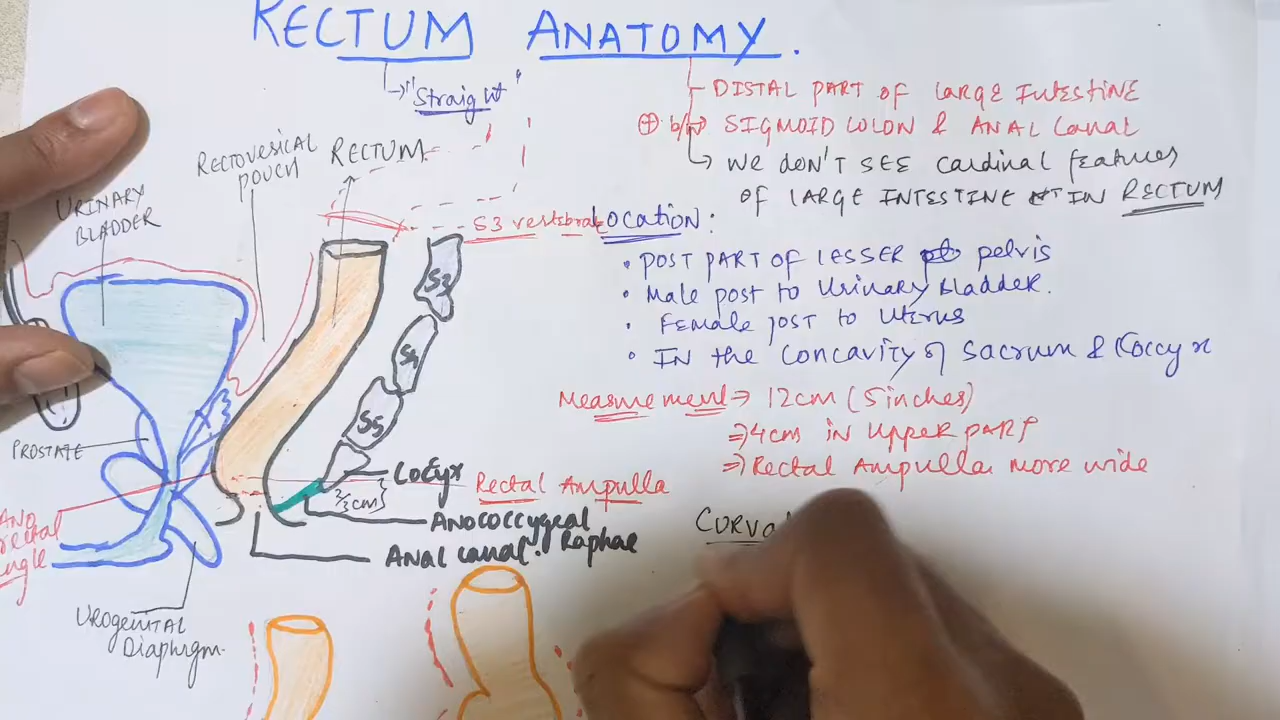 RECTUM ANATOMY.
"Straight"
DISTAL PART OF LARGE INTESTINE
⊕ b/w SIGMOID COLON & ANAL CANAL
WE DON'T SEE CARDINAL FEATURES
OF LARGE INTESTINE IN RECTUM
RECTOVESICAL
POUCH
RECTUM
URINARY
BLADDER
S3 vertebrae
LOCATION:
• POST PART OF LESSER pelvis
• Male post to Urinary Bladder.
• Female post to Uterus
• IN the Concavity of Sacrum & Coccyx
S3
S4
S5
Measurement → 12cm (5 inches)
⇒ 4cm in Upper part
⇒ Rectal Ampulla more wide
PROSTATE
CoCyx
2/3cm
Rectal Ampulla
Anococcygeal
Raphae
Anal canal.
ANO
rectal
angle
UROGENITAL
Diaphrgm.